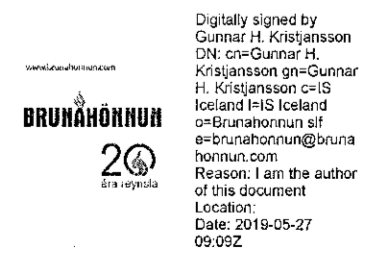 www.brunahonnun.com
BRUNAHÖNNUN
20
ára reynsla
Digitally signed by
Gunnar H. Kristjansson
DN: cn=Gunnar H.
Kristjansson gn=Gunnar
H. Kristjansson c=IS
Iceland l=IS Iceland
o=Brunahonnun slf
e=brunahonnun@bruna
honnun.com
Reason: I am the author
of this document
Location:
Date: 2019-05-27
09:09Z